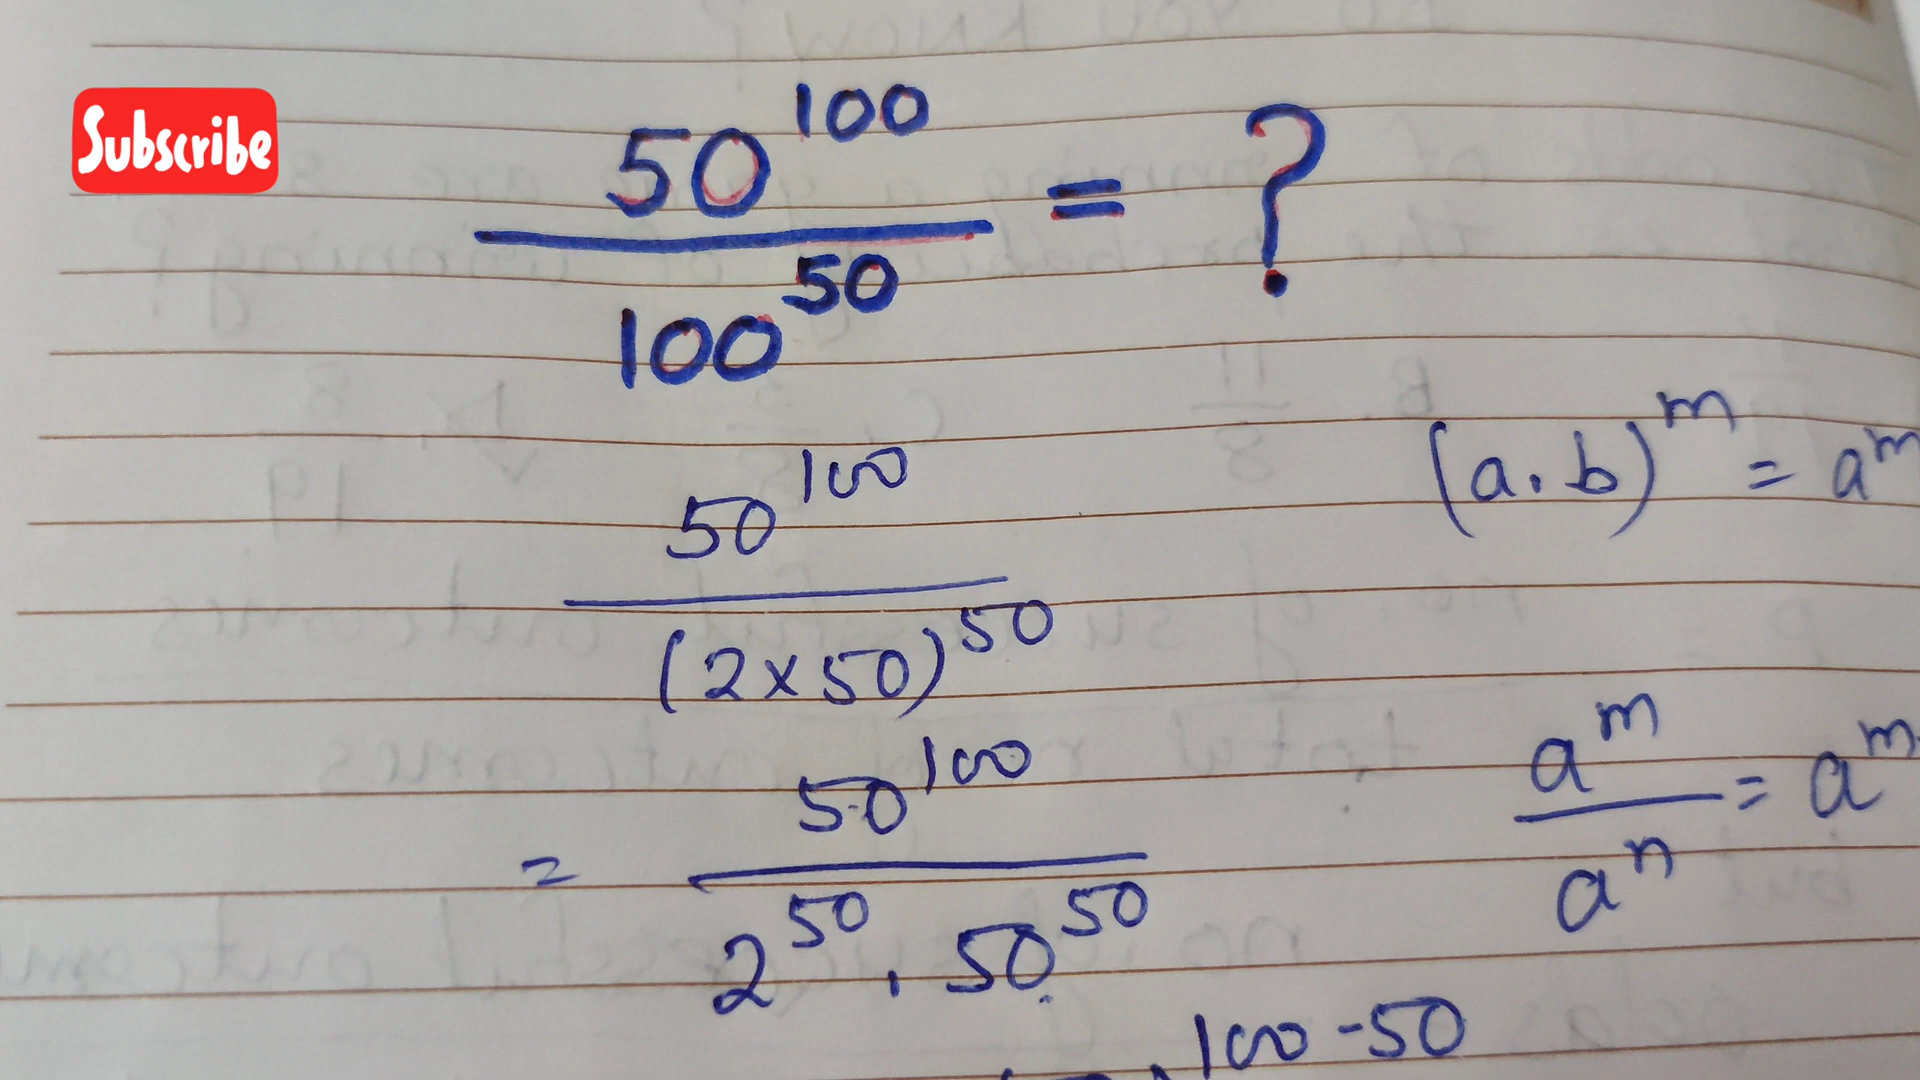 Subscribe
50^100
———— = ?
100^50
50^100
————
(2×50)^50
(a.b)^m = a^m
= 50^100
————
2^50 . 50^50
a^m
—— = a^m
a^n
100-50